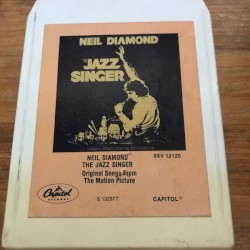 NEIL DIAMOND
THE
JAZZ
SINGER
NEIL DIAMOND
8XV 12120
THE JAZZ SINGER
Original Songs From
The Motion Picture
Capitol
RECORDS
S 132877
CAPITOL